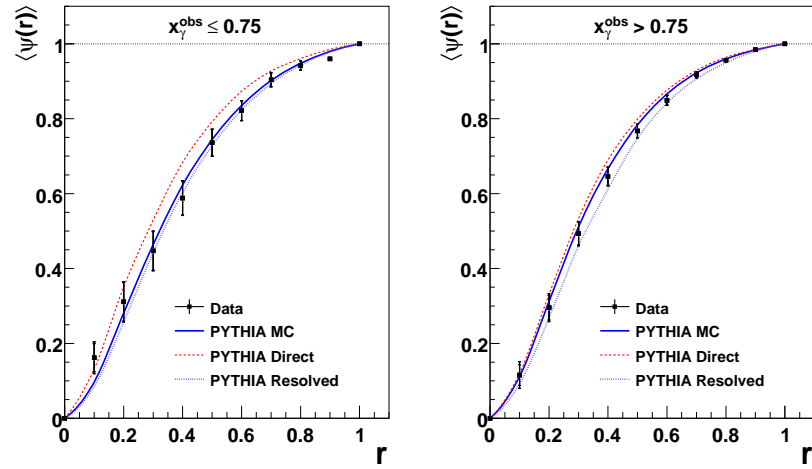 ⟨ψ(r)⟩
x_γ^obs ≤ 0.75
1
0.8
0.6
0.4
0.2
0
Data
PYTHIA MC
PYTHIA Direct
PYTHIA Resolved
0 0.2 0.4 0.6 0.8 1
r
⟨ψ(r)⟩
x_γ^obs > 0.75
1
0.8
0.6
0.4
0.2
0
Data
PYTHIA MC
PYTHIA Direct
PYTHIA Resolved
0 0.2 0.4 0.6 0.8 1
r